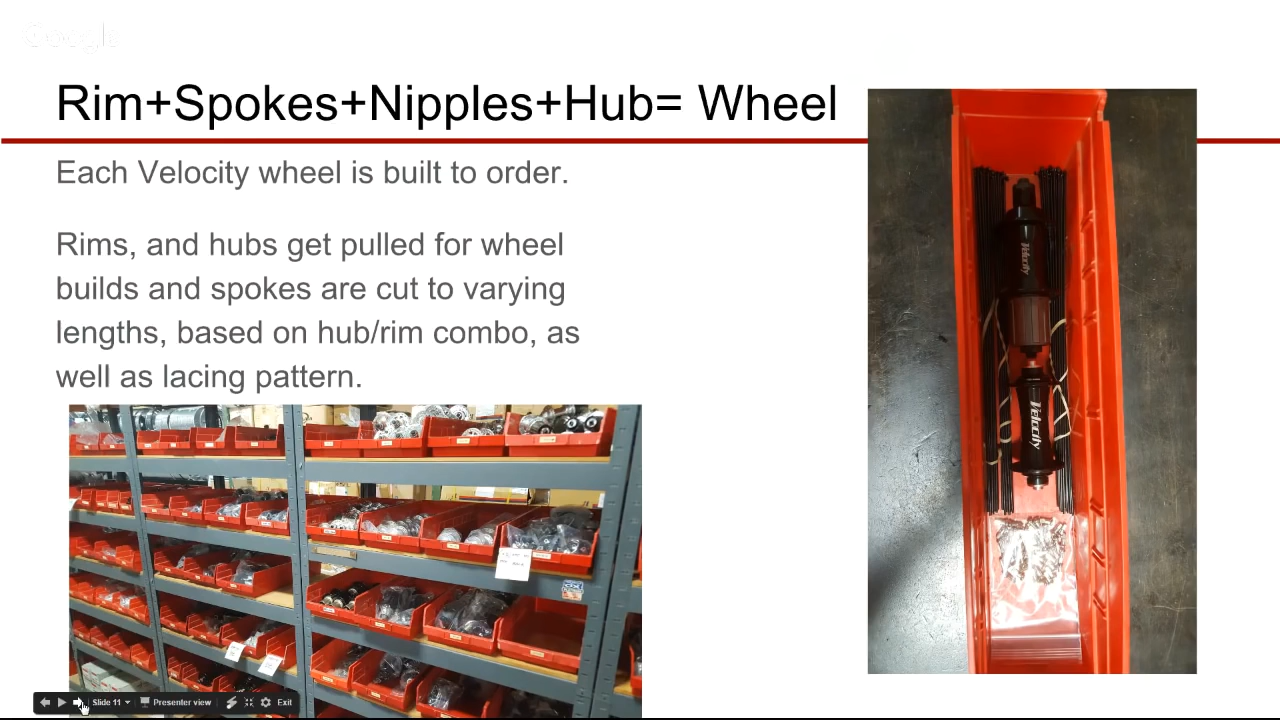 Google
Rim+Spokes+Nipples+Hub= Wheel
Each Velocity wheel is built to order.
Rims, and hubs get pulled for wheel
builds and spokes are cut to varying
lengths, based on hub/rim combo, as
well as lacing pattern.
Velocity
Velocity
Slide 11
Presenter view
Exit